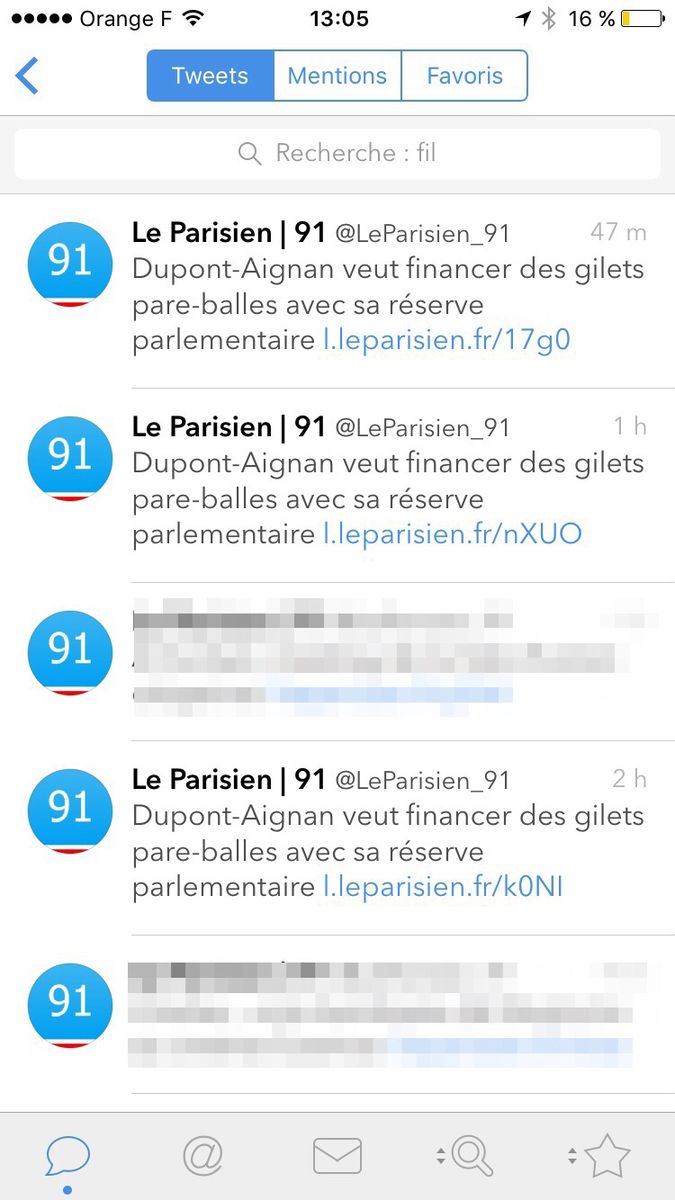 Orange F 13:05 16 %
Tweets Mentions Favoris
Recherche : fil
91
Le Parisien | 91 @LeParisien_91 47 m
Dupont-Aignan veut financer des gilets
pare-balles avec sa réserve
parlementaire l.leparisien.fr/17g0
91
Le Parisien | 91 @LeParisien_91 1 h
Dupont-Aignan veut financer des gilets
pare-balles avec sa réserve
parlementaire l.leparisien.fr/nXUO
91
91
Le Parisien | 91 @LeParisien_91 2 h
Dupont-Aignan veut financer des gilets
pare-balles avec sa réserve
parlementaire l.leparisien.fr/k0NI
91
@